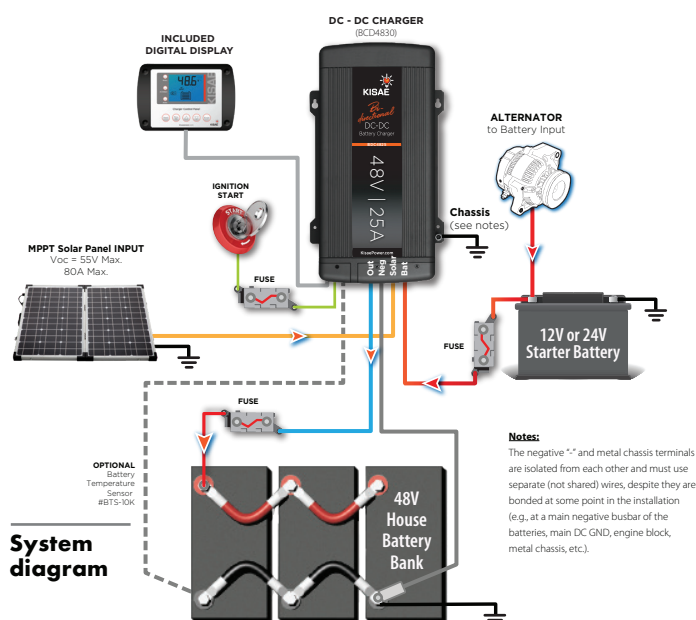 DC - DC CHARGER
(BCD4830)
INCLUDED
DIGITAL DISPLAY
48.6
KISAE
Bi-
directional
DC-DC
Battery Charger
48V | 25A
KisaePower.com
Out
Neg
Solar
Bat
ALTERNATOR
to Battery Input
IGNITION
START
START
Chassis
(see notes)
MPPT Solar Panel INPUT
Voc = 55V Max.
80A Max.
FUSE
FUSE
12V or 24V
Starter Battery
FUSE
OPTIONAL
Battery
Temperature
Sensor
#BTS-10K
48V
House
Battery
Bank
System
diagram
Notes:
The negative "-" and metal chassis terminals
are isolated from each other and must use
separate (not shared) wires, despite they are
bonded at some point in the installation
(e.g., at a main negative busbar of the
batteries, main DC GND, engine block,
metal chassis, etc.).